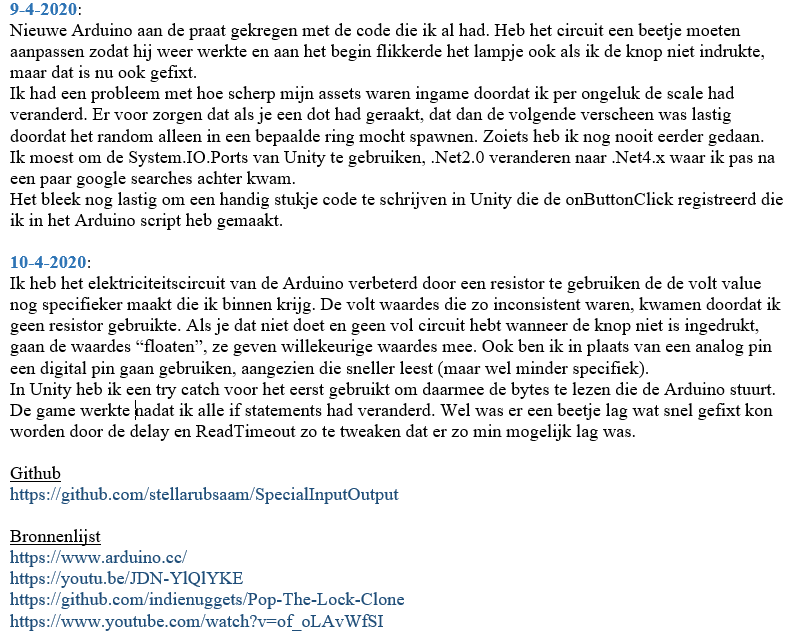 9-4-2020:
Nieuwe Arduino aan de praat gekregen met de code die ik al had. Heb het circuit een beetje moeten
aanpassen zodat hij weer werkte en aan het begin flikkerde het lampje ook als ik de knop niet indrukte,
maar dat is nu ook gefixt.
Ik had een probleem met hoe scherp mijn assets waren ingame doordat ik per ongeluk de scale had
veranderd. Er voor zorgen dat als je een dot had geraakt, dat dan de volgende verscheen was lastig
doordat het random alleen in een bepaalde ring mocht spawnen. Zoiets heb ik nog nooit eerder gedaan.
Ik moest om de System.IO.Ports van Unity te gebruiken, .Net2.0 veranderen naar .Net4.x waar ik pas na
een paar google searches achter kwam.
Het bleek nog lastig om een handig stukje code te schrijven in Unity die de onButtonClick registreerd die
ik in het Arduino script heb gemaakt.
10-4-2020:
Ik heb het elektriciteitscircuit van de Arduino verbeterd door een resistor te gebruiken de de volt value
nog specifieker maakt die ik binnen krijg. De volt waardes die zo inconsistent waren, kwamen doordat ik
geen resistor gebruikte. Als je dat niet doet en geen vol circuit hebt wanneer de knop niet is ingedrukt,
gaan de waardes “floaten”, ze geven willekeurige waardes mee. Ook ben ik in plaats van een analog pin
een digital pin gaan gebruiken, aangezien die sneller leest (maar wel minder specifiek).
In Unity heb ik een try catch voor het eerst gebruikt om daarmee de bytes te lezen die de Arduino stuurt.
De game werkte nadat ik alle if statements had veranderd. Wel was er een beetje lag wat snel gefixt kon
worden door de delay en ReadTimeout zo te tweaken dat er zo min mogelijk lag was.
Github
https://github.com/stellarubsaam/SpecialInputOutput
Bronnenlijst
https://www.arduino.cc/
https://youtu.be/JDN-YlQlYKE
https://github.com/indienuggets/Pop-The-Lock-Clone
https://www.youtube.com/watch?v=of_oLAvWfSI